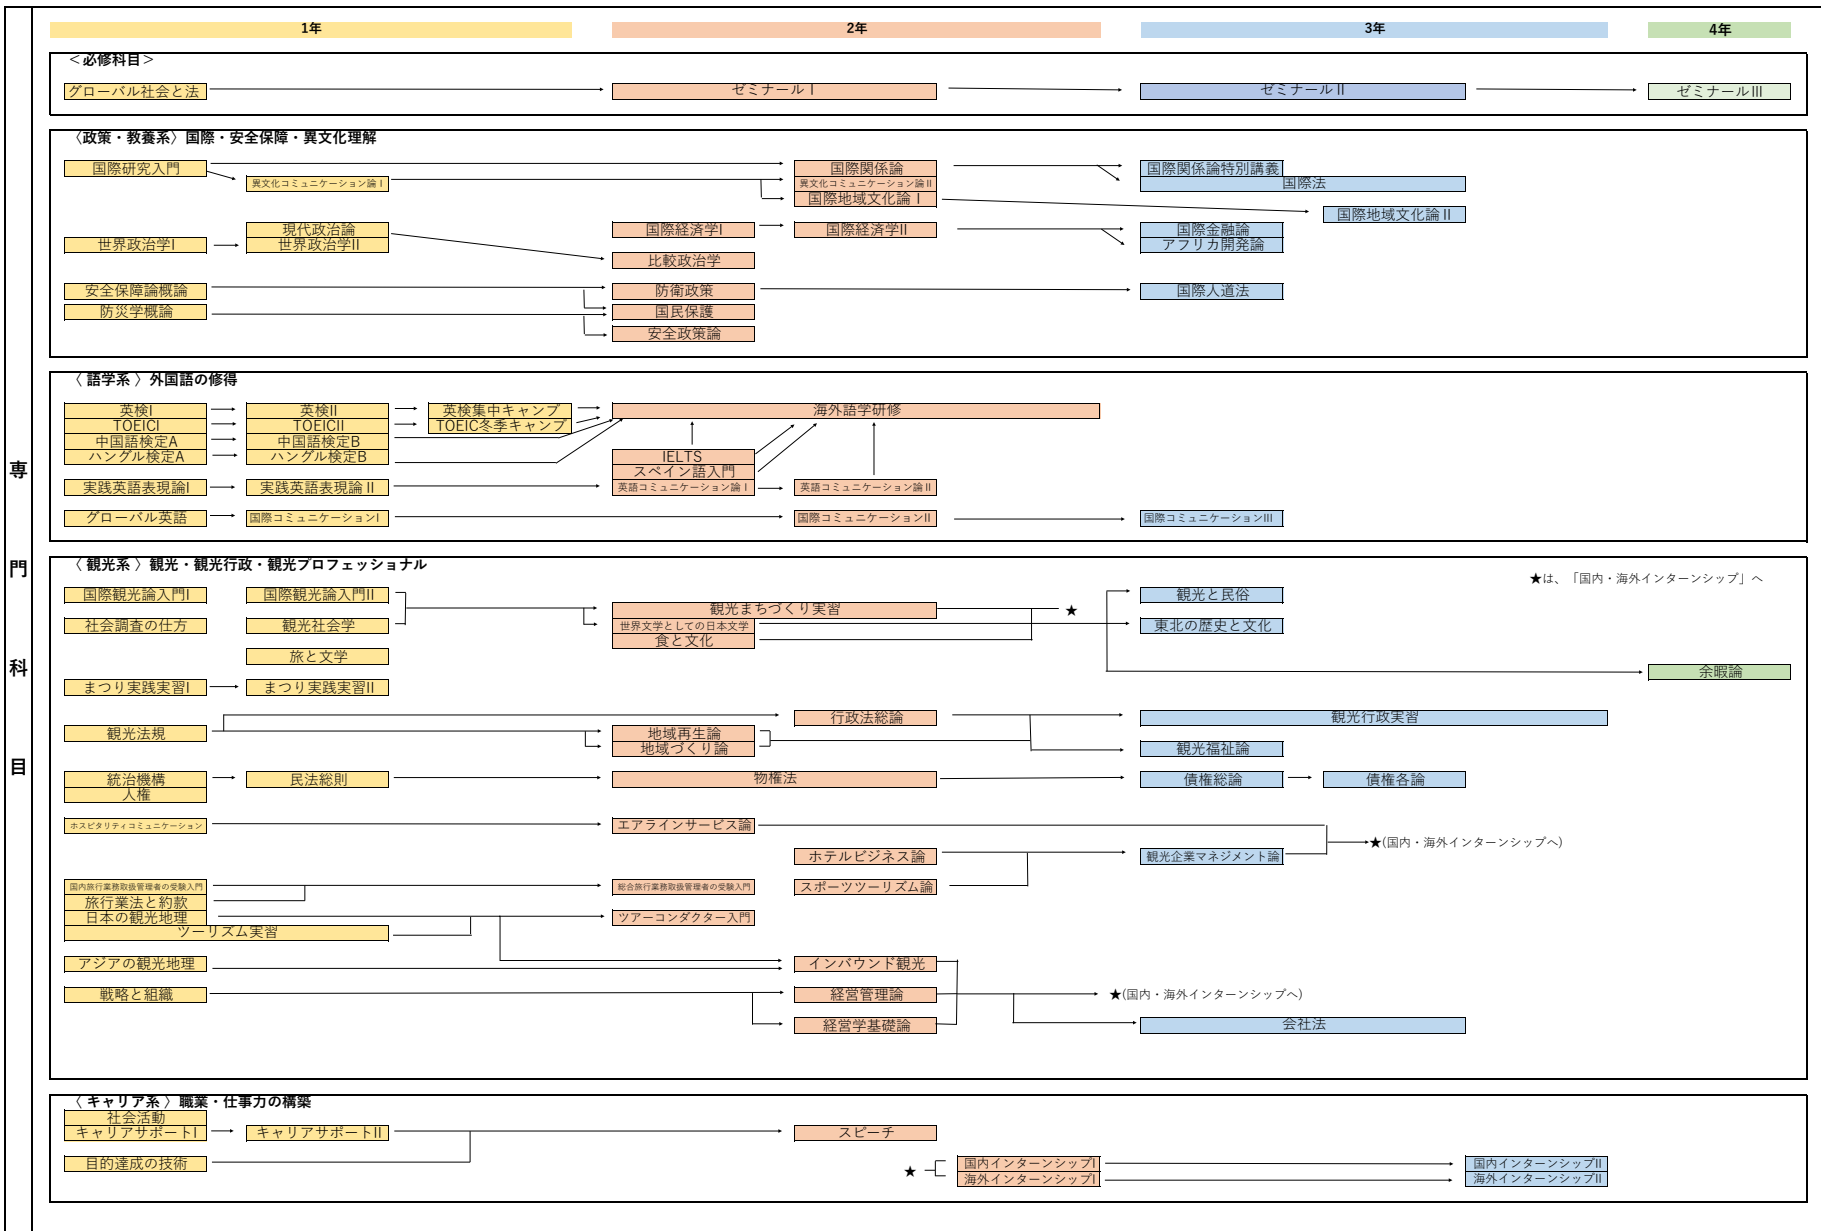 1年 2年 3年 4年
専門科目
＜必修科目＞
グローバル社会と法 ゼミナールⅠ ゼミナールⅡ ゼミナールⅢ
〈政策・教養系〉国際・安全保障・異文化理解
国際研究入門 国際関係論 国際関係論特別講義
異文化コミュニケーション論Ⅰ 異文化コミュニケーション論Ⅱ 国際法
国際地域文化論Ⅰ
国際地域文化論Ⅱ
現代政治論 国際経済学I 国際経済学II 国際金融論
世界政治学I 世界政治学II アフリカ開発論
比較政治学
安全保障論概論 防衛政策 国際人道法
防災学概論 国民保護
安全政策論
〈 語学系 〉外国語の修得
英検I 英検II 英検集中キャンプ 海外語学研修
TOEICI TOEICII TOEIC冬季キャンプ
中国語検定A 中国語検定B
ハングル検定A ハングル検定B IELTS
スペイン語入門
実践英語表現論I 実践英語表現論Ⅱ 英語コミュニケーション論Ⅰ 英語コミュニケーション論Ⅱ
グローバル英語 国際コミュニケーションI 国際コミュニケーションII 国際コミュニケーションIII
〈 観光系 〉観光・観光行政・観光プロフェッショナル
★は、「国内・海外インターンシップ」へ
国際観光論入門I 国際観光論入門II 観光と民俗
観光まちづくり実習 ★
社会調査の仕方 観光社会学 世界文学としての日本文学 東北の歴史と文化
食と文化
旅と文学
余暇論
まつり実践実習I まつり実践実習II
行政法総論 観光行政実習
観光法規 地域再生論
地域づくり論 観光福祉論
統治機構 民法総則 物権法 債権総論 債権各論
人権
ホスピタリティコミュニケーション エアラインサービス論
★(国内・海外インターンシップへ)
ホテルビジネス論 観光企業マネジメント論
国内旅行業務取扱管理者の受験入門 総合旅行業務取扱管理者の受験入門 スポーツツーリズム論
旅行業法と約款
日本の観光地理 ツアーコンダクター入門
ツーリズム実習
アジアの観光地理 インバウンド観光
戦略と組織 経営管理論 ★(国内・海外インターンシップへ)
経営学基礎論 会社法
〈 キャリア系 〉職業・仕事力の構築
社会活動
キャリアサポートI キャリアサポートII スピーチ
目的達成の技術 国内インターンシップI 国内インターンシップII
★
海外インターンシップI 海外インターンシップII